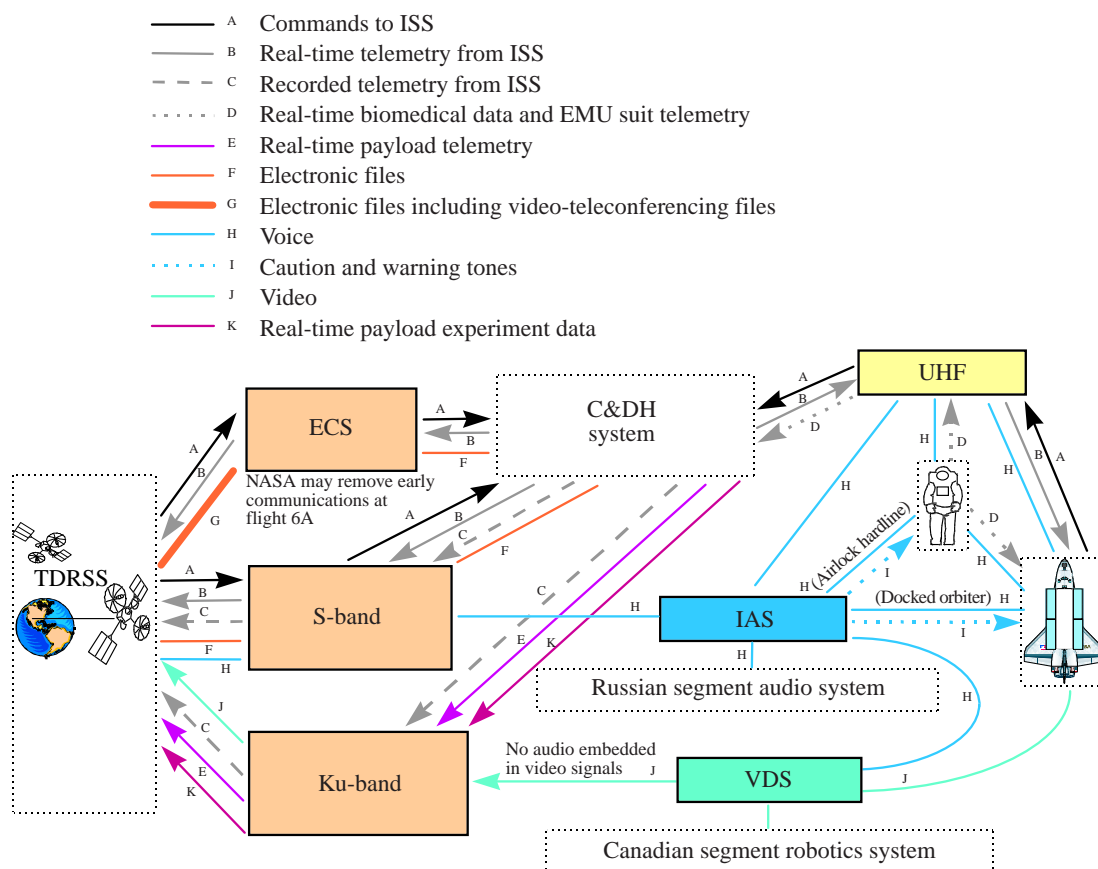 A Commands to ISS
B Real-time telemetry from ISS
C Recorded telemetry from ISS
D Real-time biomedical data and EMU suit telemetry
E Real-time payload telemetry
F Electronic files
G Electronic files including video-teleconferencing files
H Voice
I Caution and warning tones
J Video
K Real-time payload experiment data
UHF
ECS
C&DH
system
A
B
D
A
B
F
A
B
G
NASA may remove early
communications at
flight 6A
H
D
H
B
A
H
A
B
C
F
D
H
TDRSS
A
B
C
F
H
S-band
H
IAS
H
(Airlock hardline)
I
(Docked orbiter)
H
I
C
E
K
H
Russian segment audio system
H
J
C
E
K
Ku-band
No audio embedded
in video signals
J
VDS
J
Canadian segment robotics system